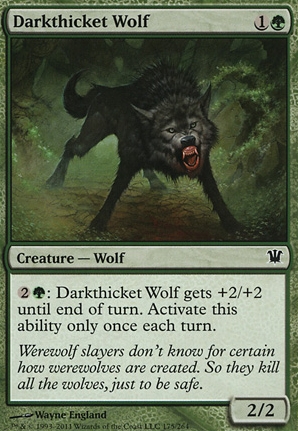 Darkthicket Wolf 1
Creature — Wolf
2 : Darkthicket Wolf gets +2/+2
until end of turn. Activate this
ability only once each turn.
Werewolf slayers don't know for certain
how werewolves are created. So they kill
all the wolves, just to be safe.
Wayne England
™ & © 1993–2011 Wizards of the Coast LLC 175/264
2/2